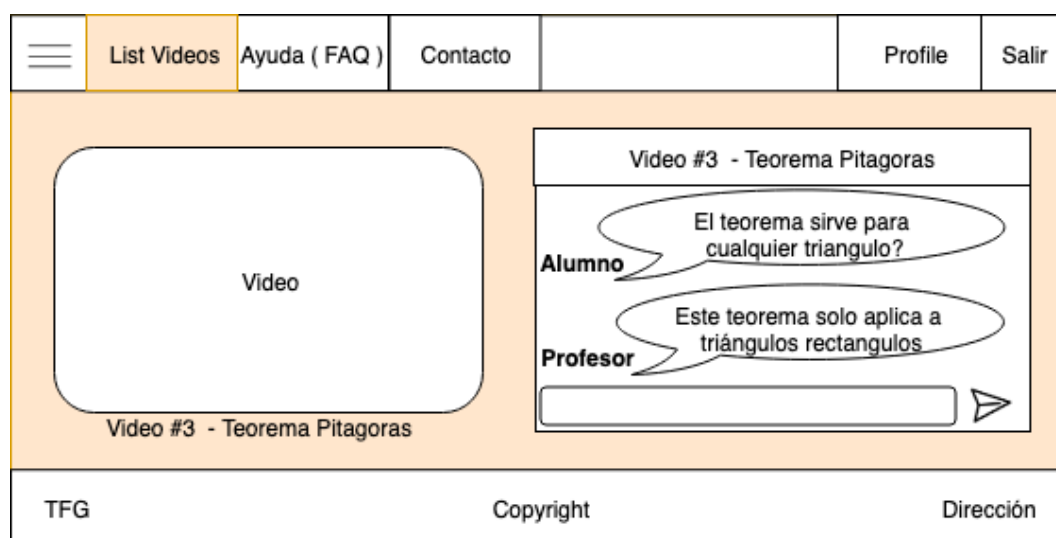 List Videos
Ayuda ( FAQ )
Contacto
Profile
Salir
Video
Video #3 - Teorema Pitagoras
Video #3 - Teorema Pitagoras
El teorema sirve para
cualquier triangulo?
Alumno
Este teorema solo aplica a
triángulos rectangulos
Profesor
TFG
Copyright
Dirección